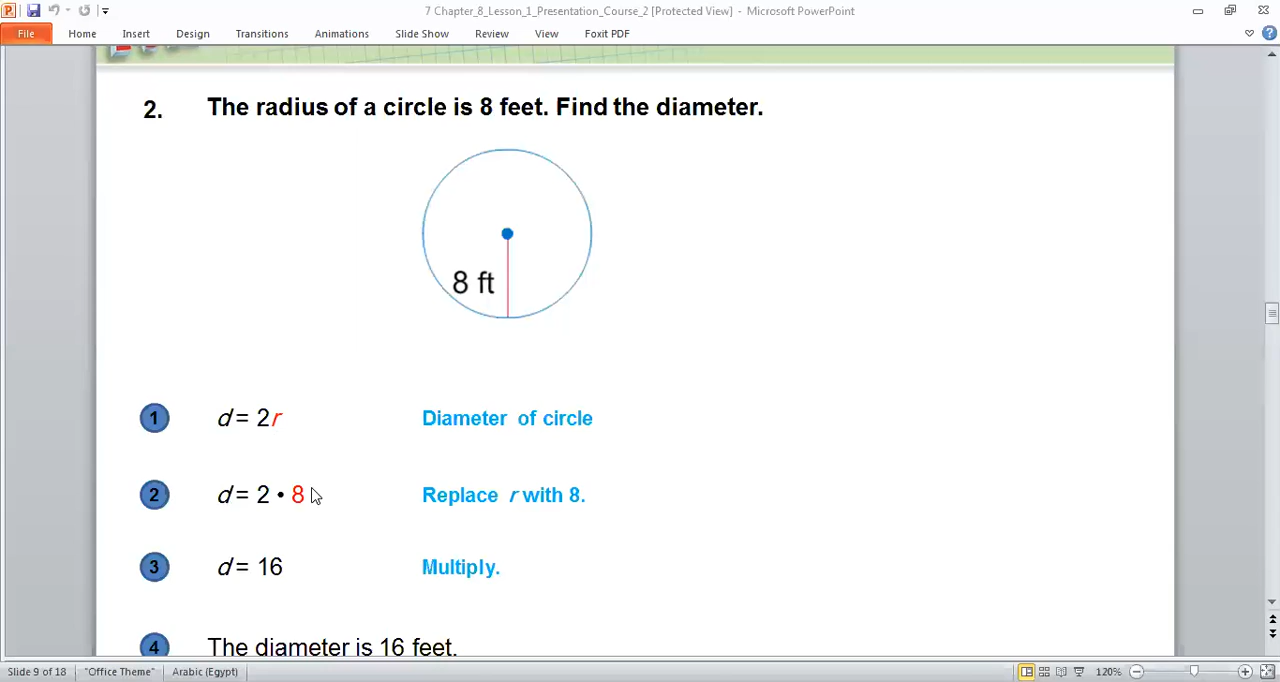 7 Chapter_8_Lesson_1_Presentation_Course_2 [Protected View] - Microsoft PowerPoint
File Home Insert Design Transitions Animations Slide Show Review View Foxit PDF
2. The radius of a circle is 8 feet. Find the diameter.
8 ft
1 d = 2r Diameter of circle
2 d = 2 • 8 Replace r with 8.
3 d = 16 Multiply.
4 The diameter is 16 feet.
Slide 9 of 18 "Office Theme" Arabic (Egypt) 120%